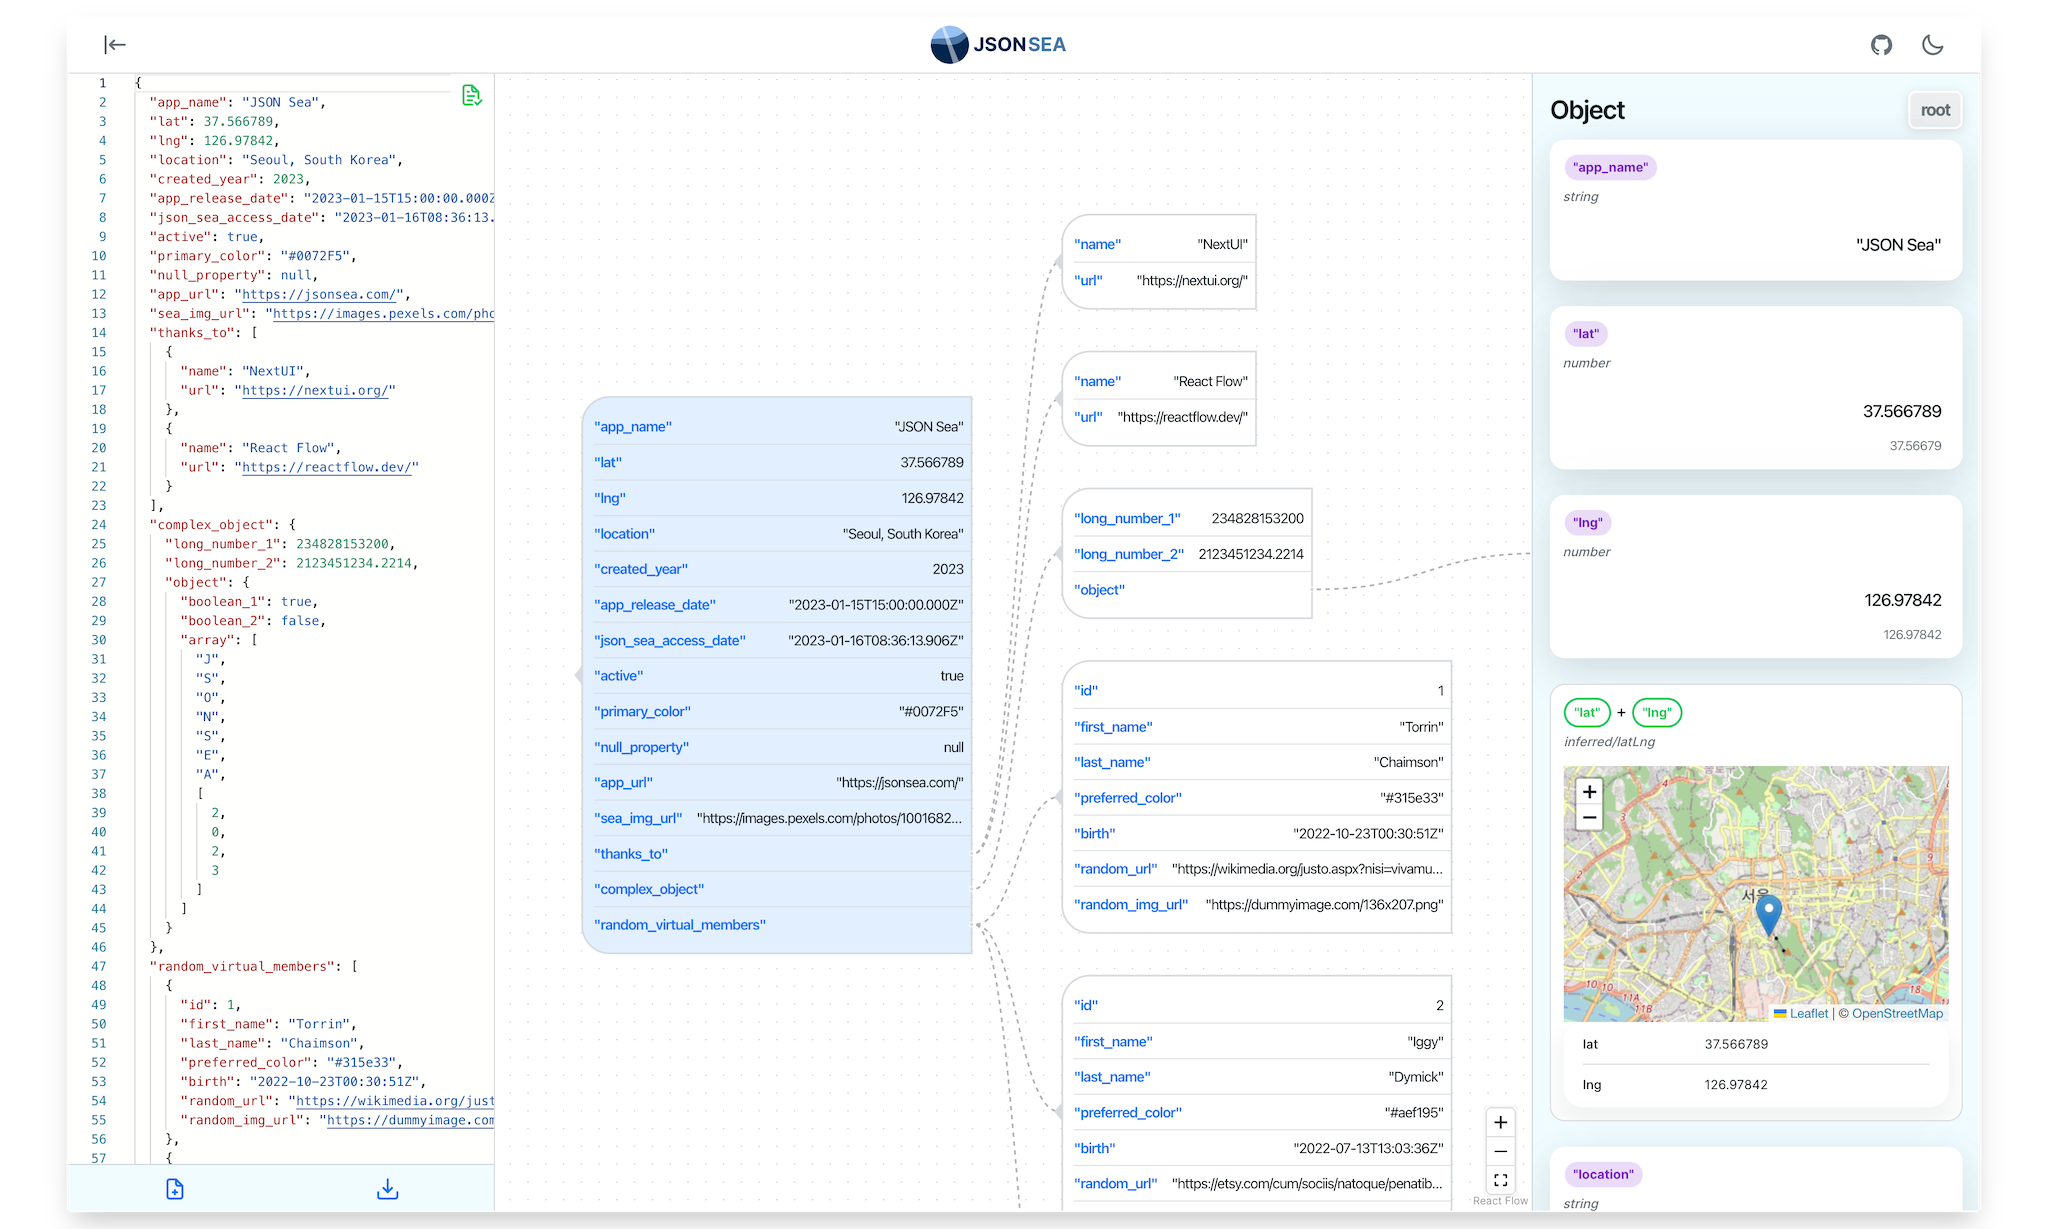 JSON SEA
1 {
2 "app_name": "JSON Sea",
3 "lat": 37.566789,
4 "lng": 126.97842,
5 "location": "Seoul, South Korea",
6 "created_year": 2023,
7 "app_release_date": "2023-01-15T15:00:00.000Z
8 "json_sea_access_date": "2023-01-16T08:36:13.
9 "active": true,
10 "primary_color": "#0072F5",
11 "null_property": null,
12 "app_url": "https://jsonsea.com/",
13 "sea_img_url": "https://images.pexels.com/pho
14 "thanks_to": [
15 {
16 "name": "NextUI",
17 "url": "https://nextui.org/"
18 },
19 {
20 "name": "React Flow",
21 "url": "https://reactflow.dev/"
22 }
23 ],
24 "complex_object": {
25 "long_number_1": 234828153200,
26 "long_number_2": 2123451234.2214,
27 "object": {
28 "boolean_1": true,
29 "boolean_2": false,
30 "array": [
31 "J",
32 "S",
33 "O",
34 "N",
35 "S",
36 "E",
37 "A",
38 [
39 2,
40 0,
41 2,
42 3
43 ]
44 ]
45 }
46 },
47 "random_virtual_members": [
48 {
49 "id": 1,
50 "first_name": "Torrin",
51 "last_name": "Chaimson",
52 "preferred_color": "#315e33",
53 "birth": "2022-10-23T00:30:51Z",
54 "random_url": "https://wikimedia.org/just
55 "random_img_url": "https://dummyimage.com
56 },
57 {
"app_name" "JSON Sea"
"lat" 37.566789
"lng" 126.97842
"location" "Seoul, South Korea"
"created_year" 2023
"app_release_date" "2023-01-15T15:00:00.000Z"
"json_sea_access_date" "2023-01-16T08:36:13.906Z"
"active" true
"primary_color" "#0072F5"
"null_property" null
"app_url" "https://jsonsea.com/"
"sea_img_url" "https://images.pexels.com/photos/1001682...
"thanks_to"
"complex_object"
"random_virtual_members"
"name" "NextUI"
"url" "https://nextui.org/"
"name" "React Flow"
"url" "https://reactflow.dev/"
"long_number_1" 234828153200
"long_number_2" 2123451234.2214
"object"
"id" 1
"first_name" "Torrin"
"last_name" "Chaimson"
"preferred_color" "#315e33"
"birth" "2022-10-23T00:30:51Z"
"random_url" "https://wikimedia.org/justo.aspx?nisi=vivamu...
"random_img_url" "https://dummyimage.com/136x207.png"
"id" 2
"first_name" "Iggy"
"last_name" "Dymick"
"preferred_color" "#aef195"
"birth" "2022-07-13T13:03:36Z"
"random_url" "https://etsy.com/cum/sociis/natoque/penatib...
+
−
React Flow
Object root
"app_name"
string
"JSON Sea"
"lat"
number
37.566789
37.56679
"lng"
number
126.97842
126.97842
"lat" + "lng"
inferred/latLng
+
−
10
서울
10 11A
11B
18
18
Leaflet | © OpenStreetMap
lat 37.566789
lng 126.97842
"location"
string